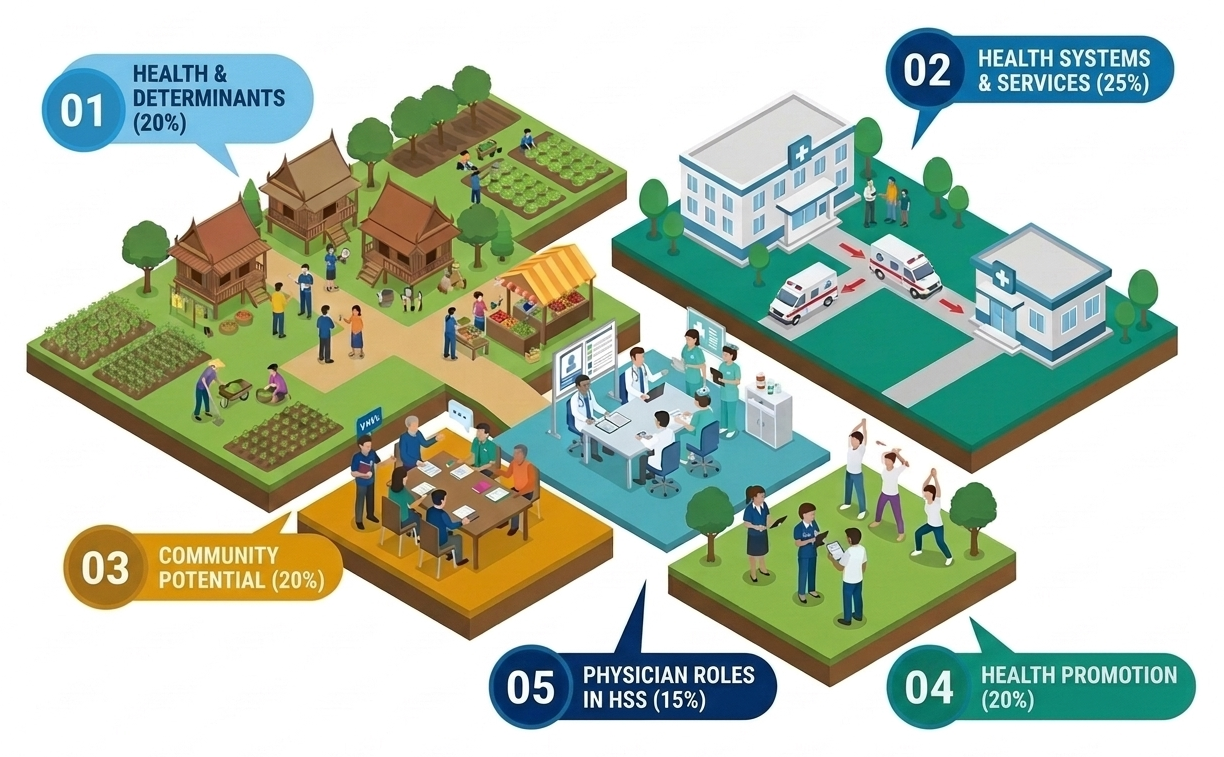 01
HEALTH &
DETERMINANTS
(20%)
02
HEALTH SYSTEMS
& SERVICES (25%)
03
COMMUNITY
POTENTIAL (20%)
05
PHYSICIAN ROLES
IN HSS (15%)
04
HEALTH PROMOTION
(20%)